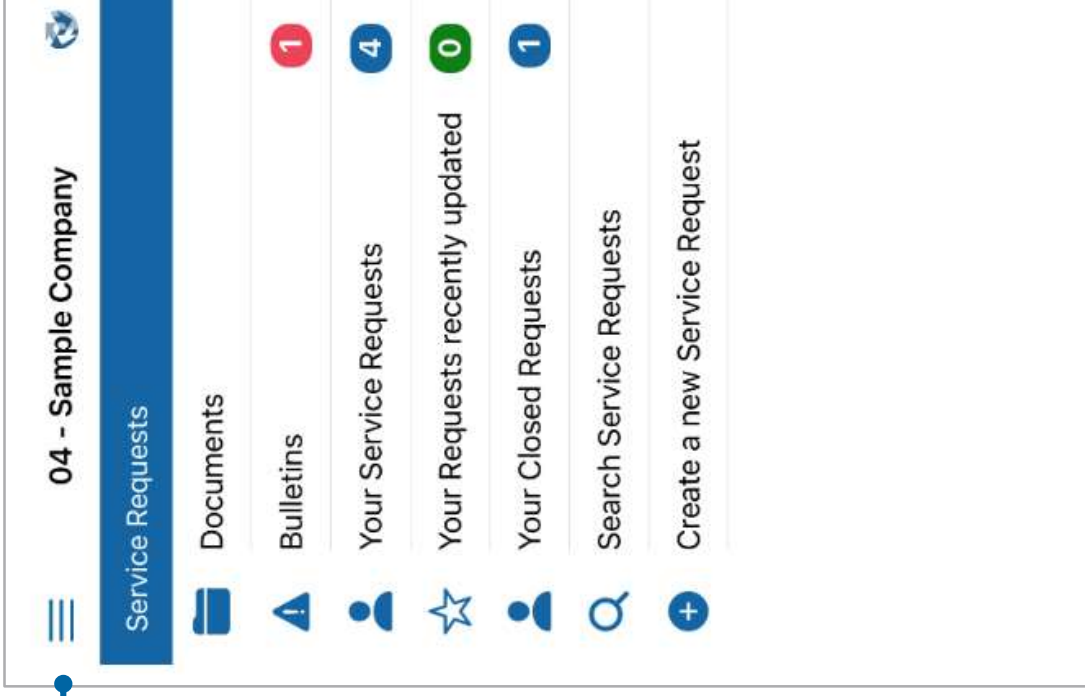 04 - Sample Company
Service Requests
Documents
Bulletins 1
Your Service Requests 4
Your Requests recently updated 0
Your Closed Requests 1
Search Service Requests
Create a new Service Request